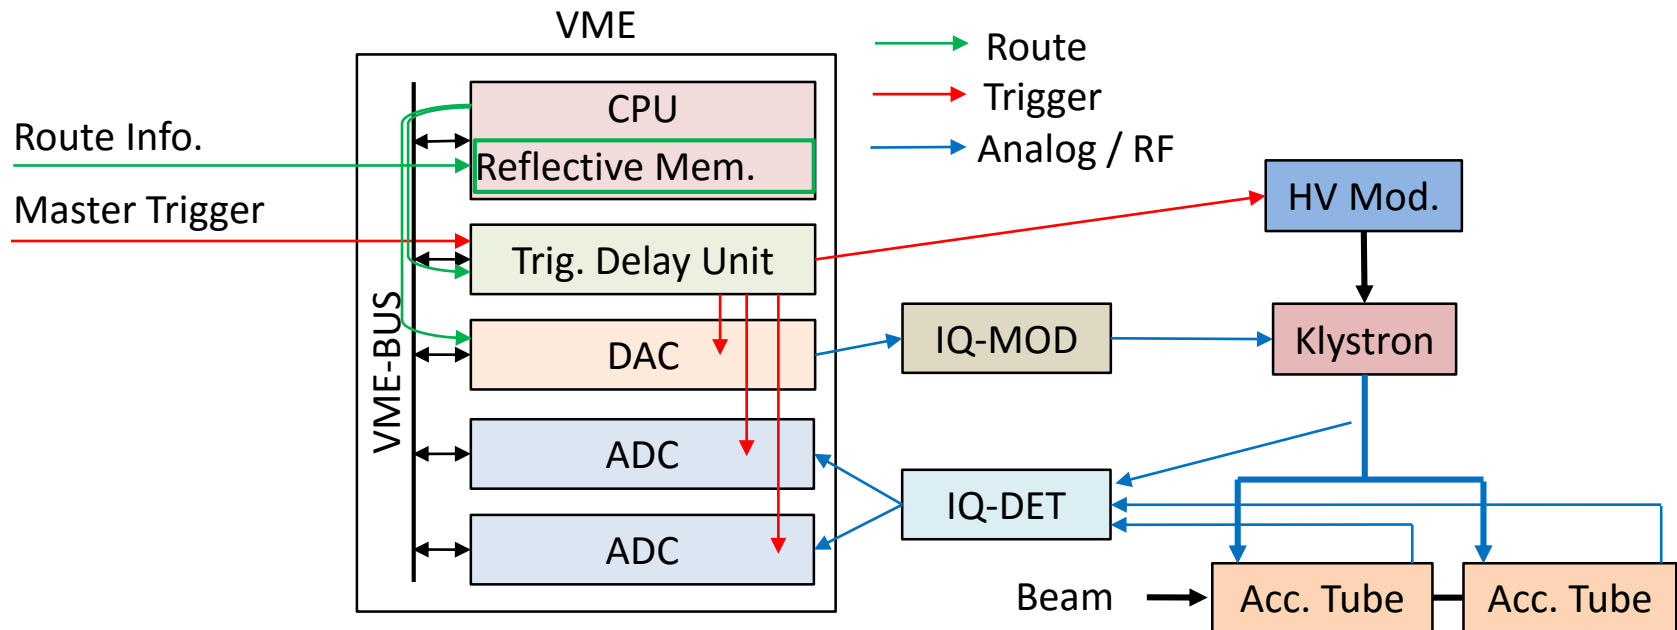 VME
Route
Trigger
Analog / RF
Route Info.
Master Trigger
CPU
Reflective Mem.
Trig. Delay Unit
VME-BUS
DAC
ADC
ADC
HV Mod.
IQ-MOD
Klystron
IQ-DET
Beam
Acc. Tube
Acc. Tube